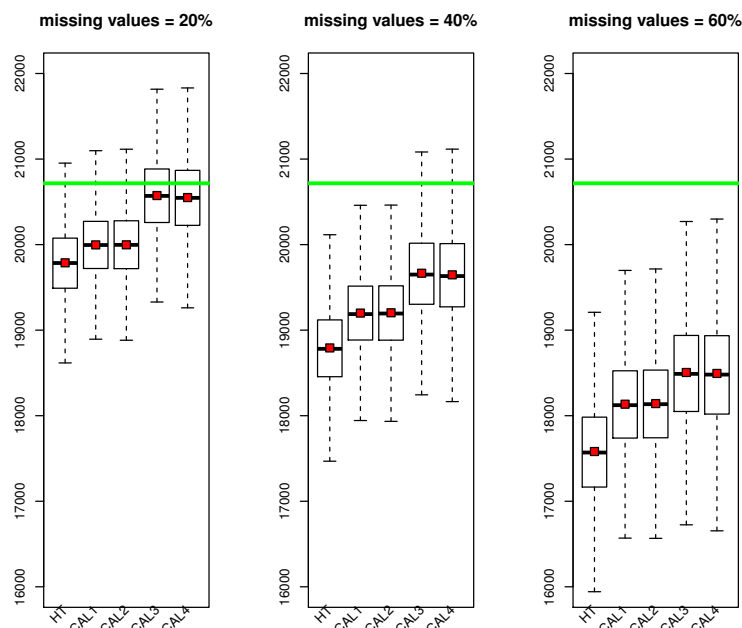 missing values = 20%
22000
21000
20000
19000
18000
17000
16000
HT
CAL1
CAL2
CAL3
CAL4
missing values = 40%
22000
21000
20000
19000
18000
17000
16000
HT
CAL1
CAL2
CAL3
CAL4
missing values = 60%
22000
21000
20000
19000
18000
17000
16000
HT
CAL1
CAL2
CAL3
CAL4